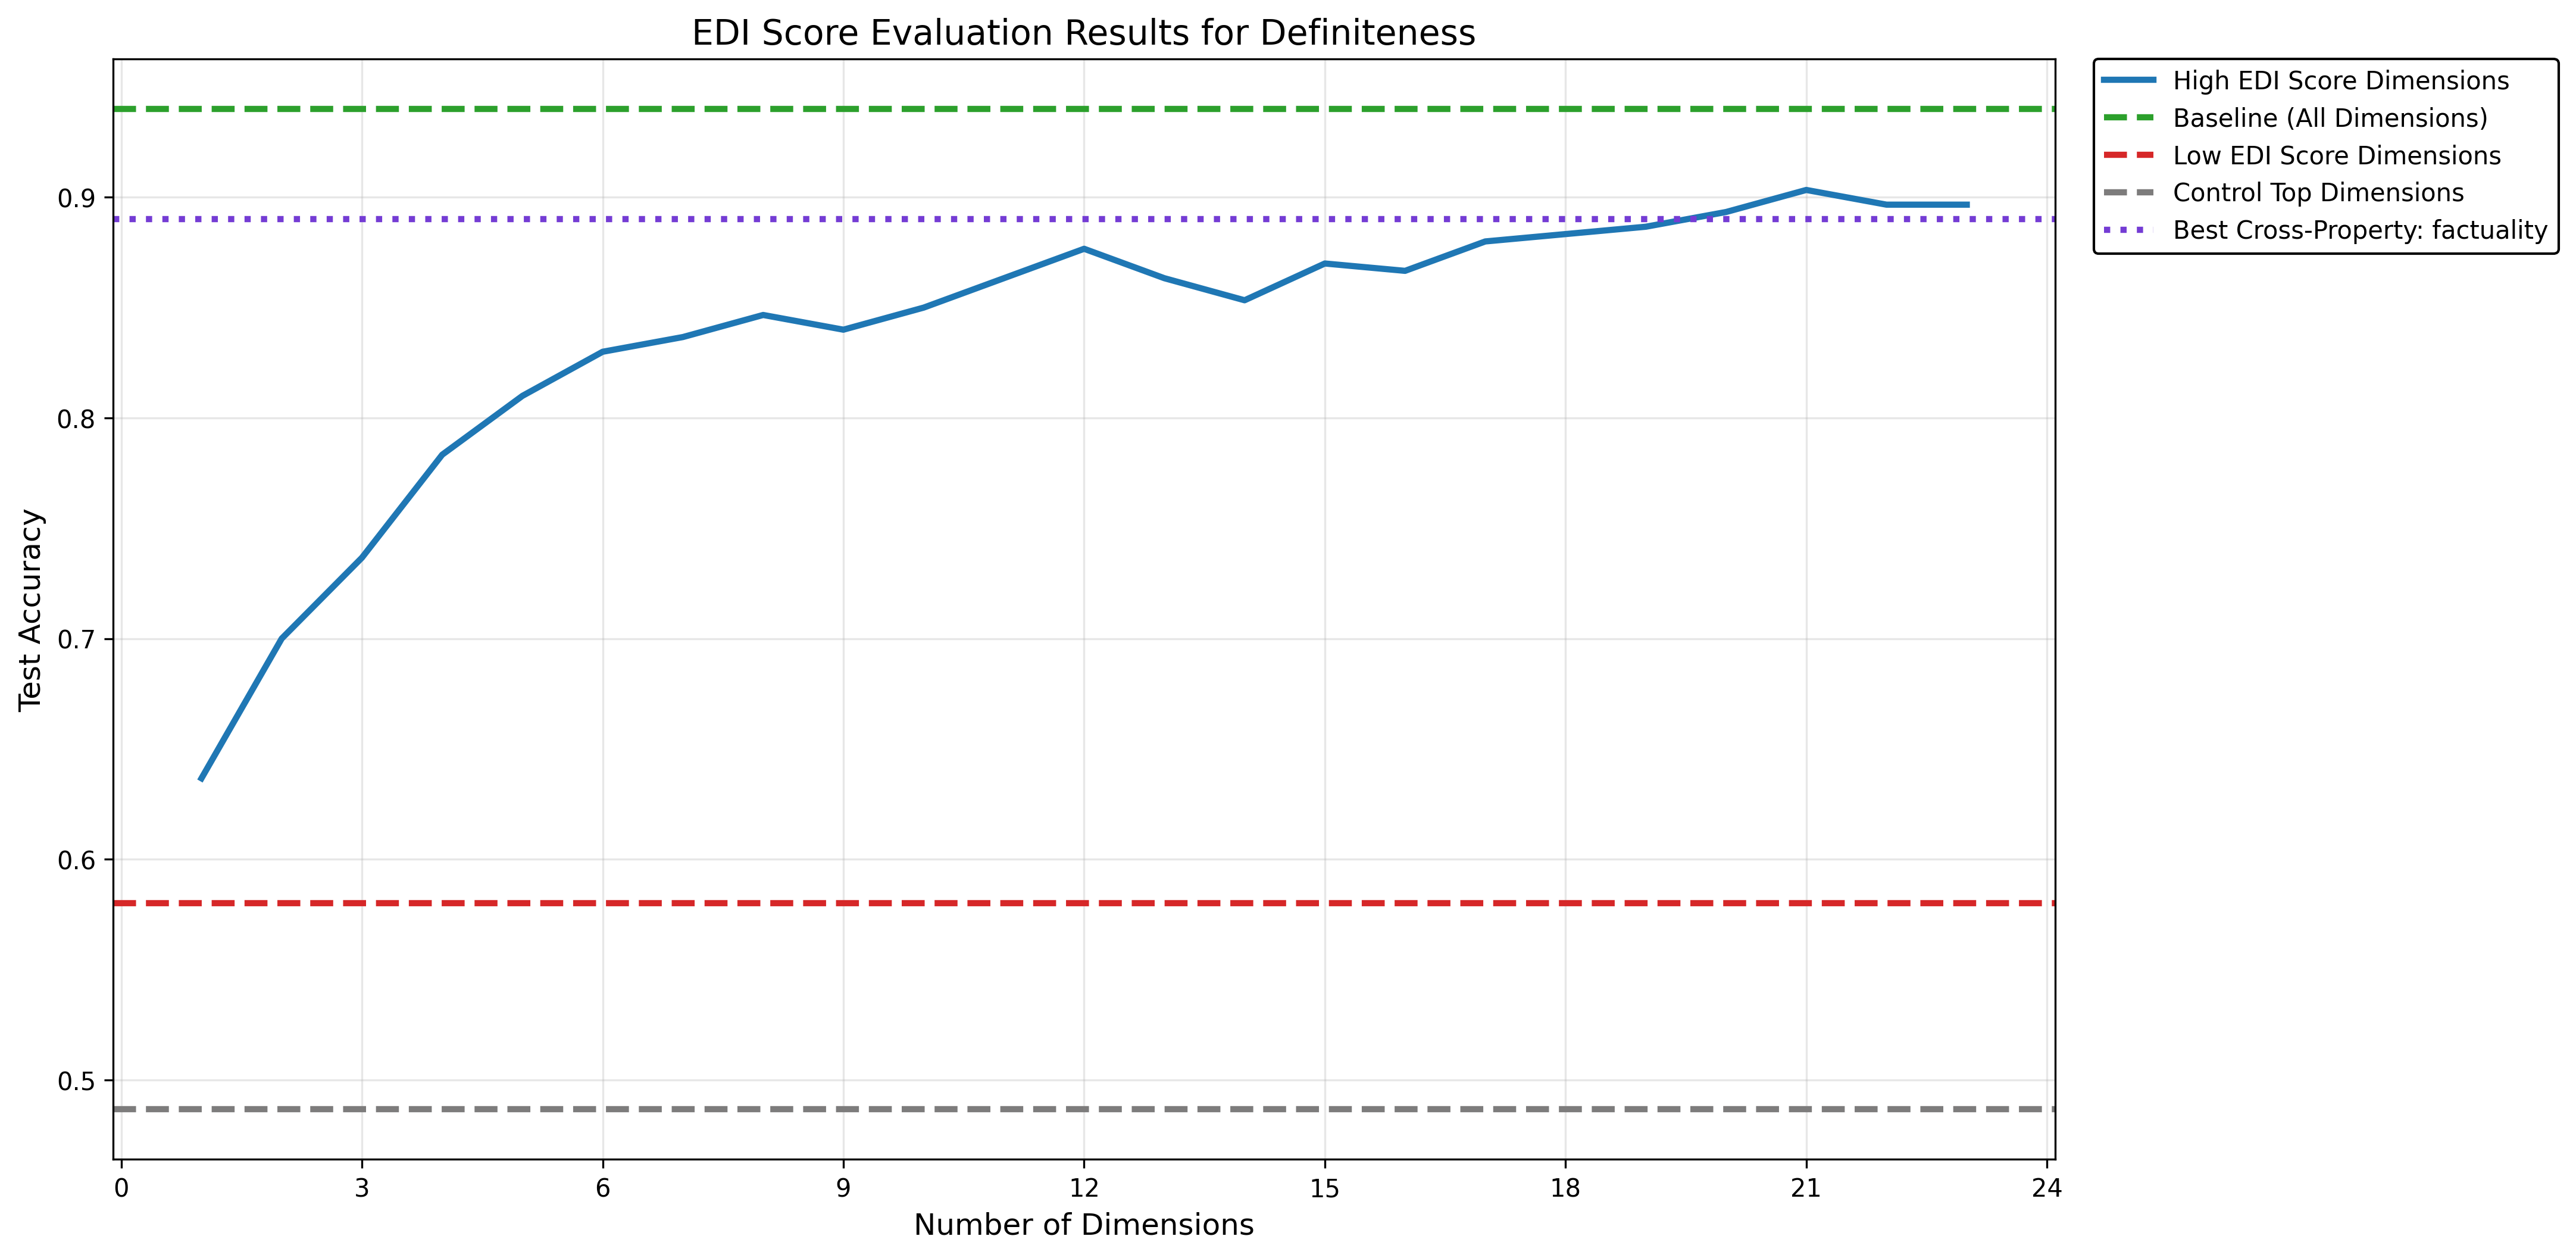 EDI Score Evaluation Results for Definiteness
High EDI Score Dimensions
Baseline (All Dimensions)
Low EDI Score Dimensions
Control Top Dimensions
Best Cross-Property: factuality
Test Accuracy
0.9
0.8
0.7
0.6
0.5
0 3 6 9 12 15 18 21 24
Number of Dimensions